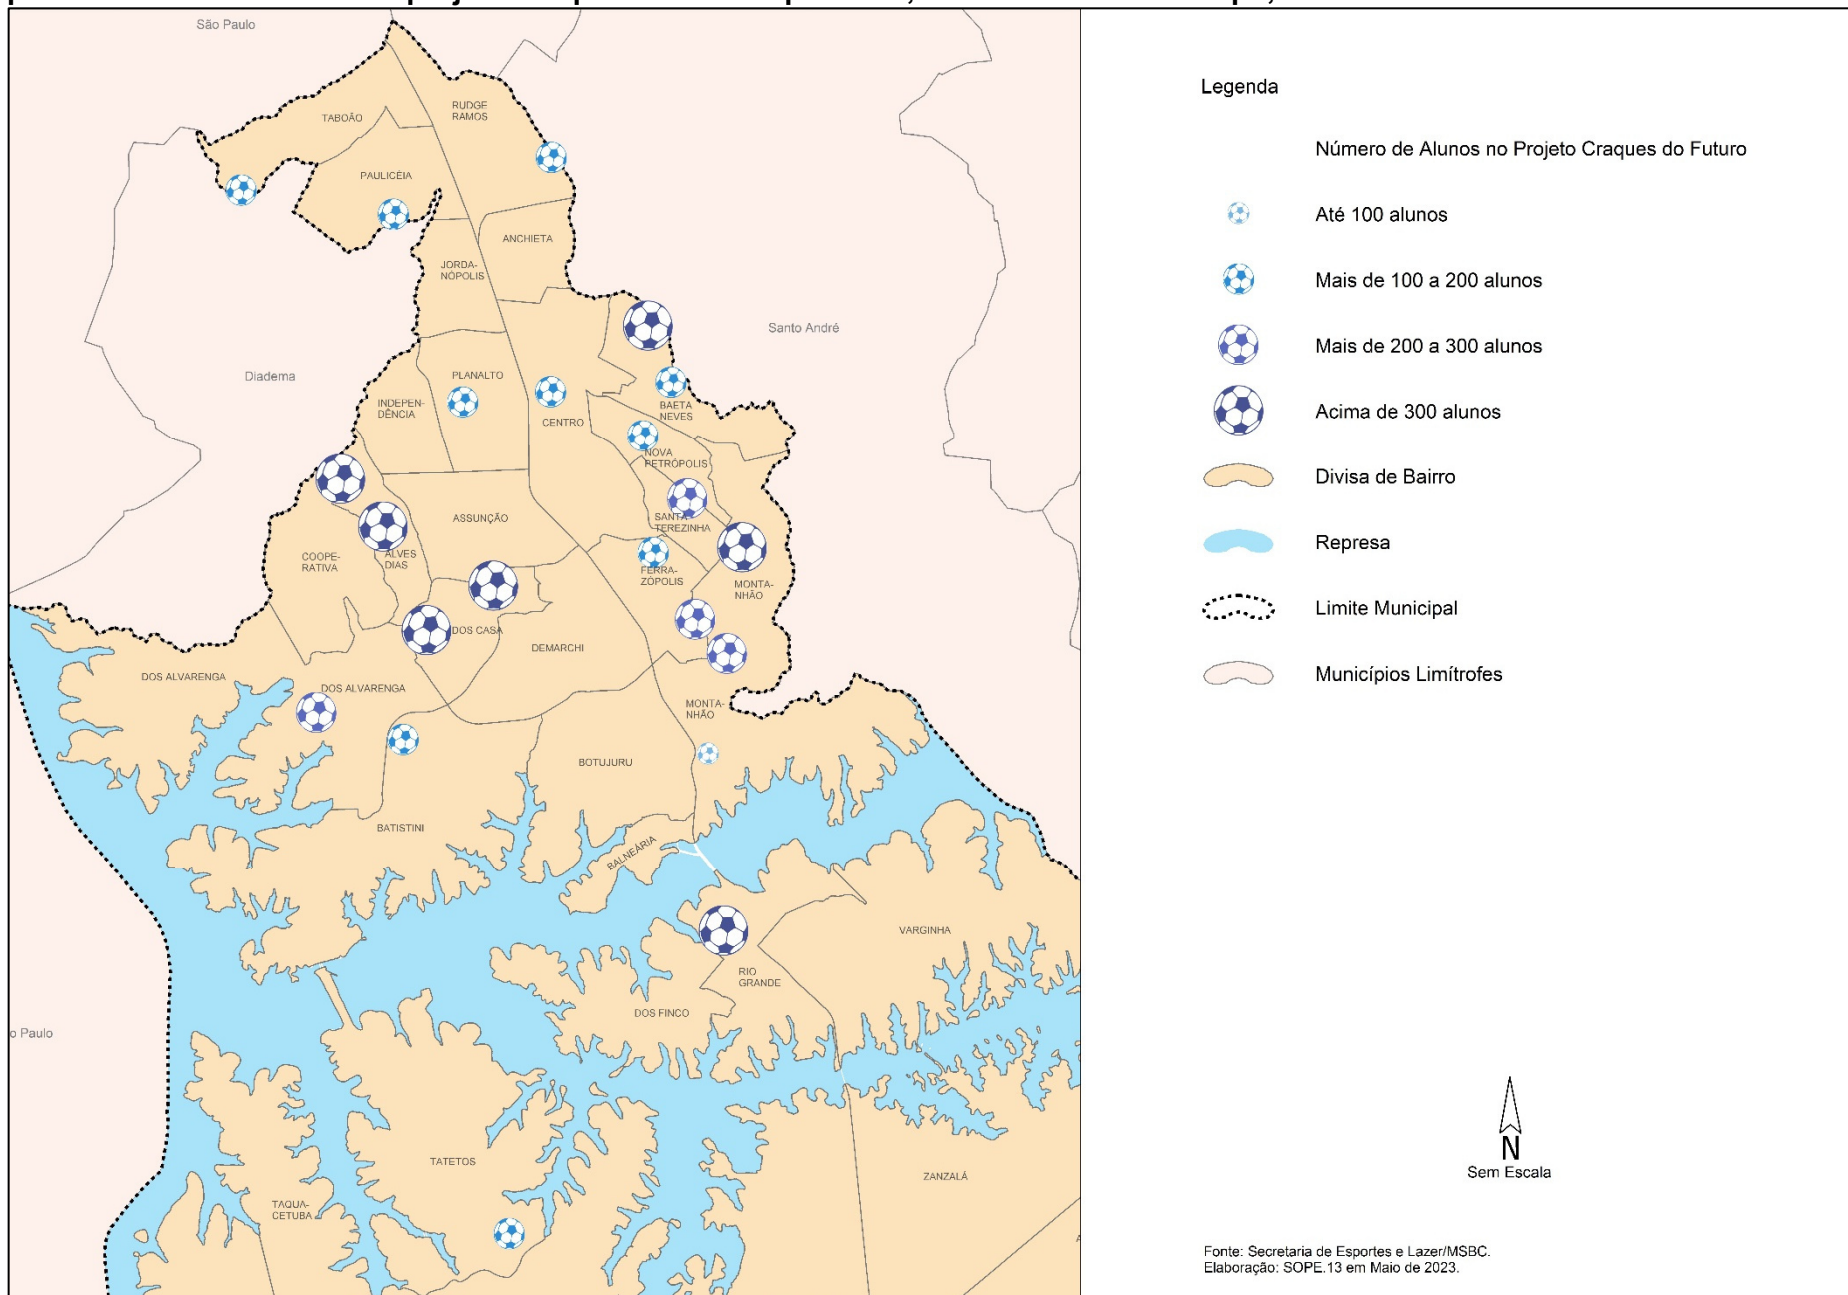 São Paulo
RUDGE
RAMOS
TABOÃO
PAULICÉIA
ANCHIETA
JORDA-
NÓPOLIS
Santo André
Diadema
PLANALTO
INDEPEN-
DÊNCIA
BAETA
NEVES
CENTRO
NOVA
PETRÓPOLIS
ASSUNÇÃO
SANTA
TEREZINHA
COOPE-
RATIVA
ALVES
DIAS
FERRA-
ZÓPOLIS
MONTA-
NHÃO
DOS CASA
DEMARCHI
DOS ALVARENGA
DOS ALVARENGA
MONTA-
NHÃO
BOTUJURU
BATISTINI
BALNEÁRIA
VARGINHA
RIO
GRANDE
DOS FINCO
o Paulo
TATETOS
ZANZALÁ
TAQUA-
CETUBA
Legenda
Número de Alunos no Projeto Craques do Futuro
Até 100 alunos
Mais de 100 a 200 alunos
Mais de 200 a 300 alunos
Acima de 300 alunos
Divisa de Bairro
Represa
Limite Municipal
Municípios Limítrofes
N
Sem Escala
Fonte: Secretaria de Esportes e Lazer/MSBC.
Elaboração: SOPE.13 em Maio de 2023.